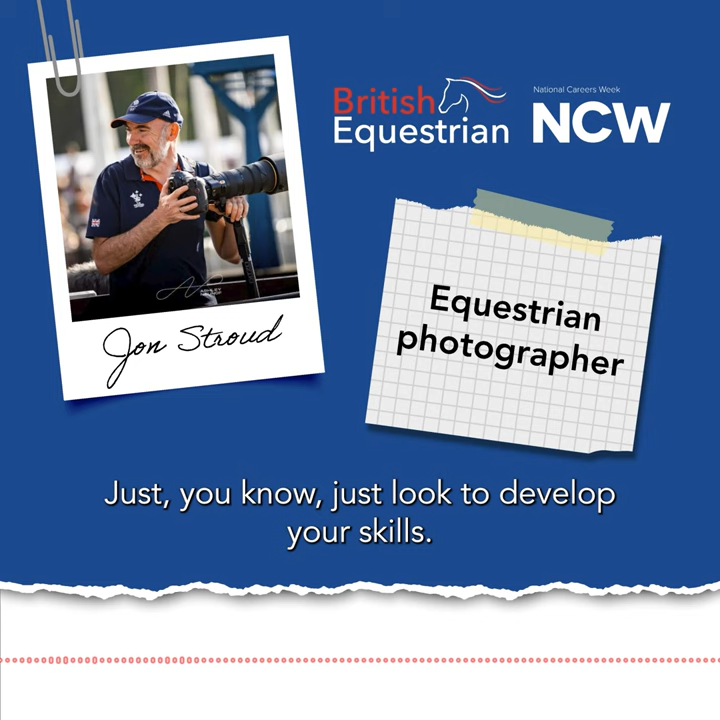 British
Equestrian
National Careers Week
NCW
Equestrian
photographer
Jon Stroud
Just, you know, just look to develop
your skills.